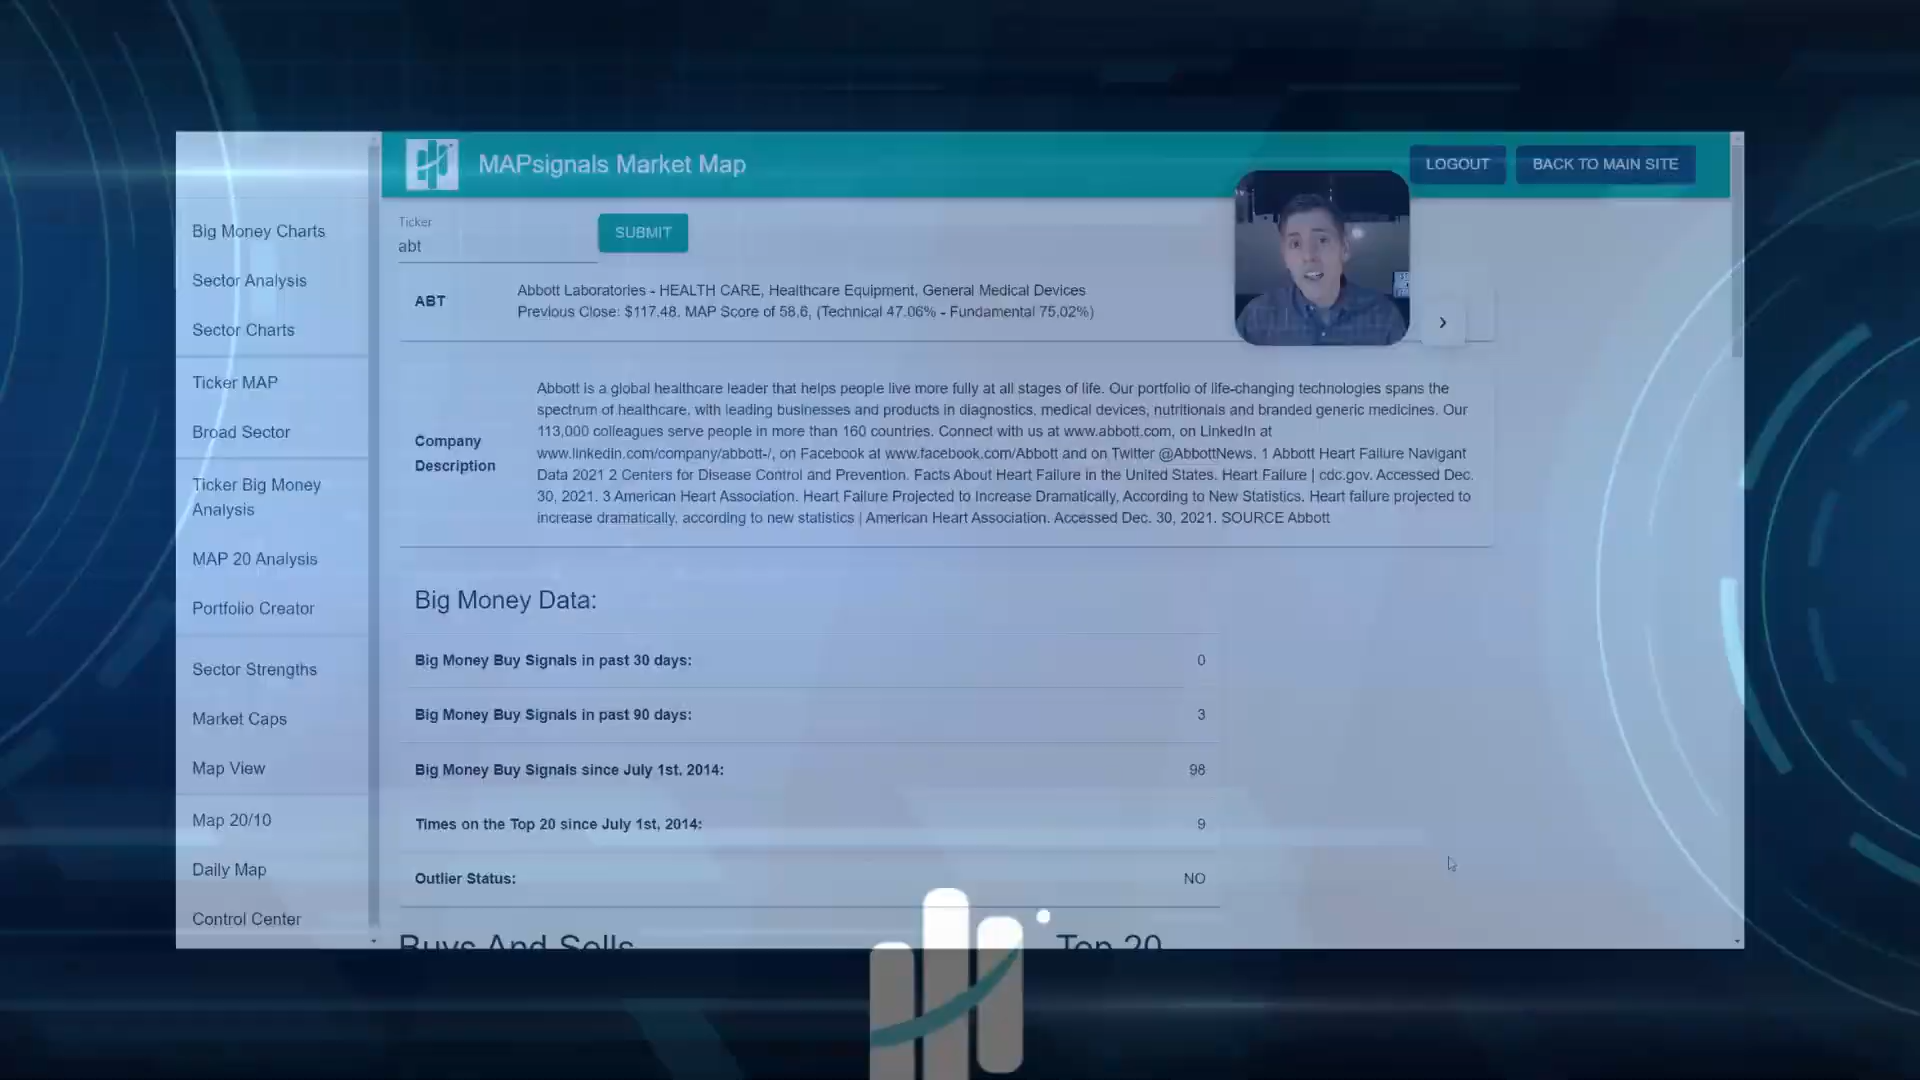 MAPsignals Market Map
LOGOUT
BACK TO MAIN SITE
Big Money Charts
Sector Analysis
Sector Charts
Ticker MAP
Broad Sector
Ticker Big Money
Analysis
MAP 20 Analysis
Portfolio Creator
Sector Strengths
Market Caps
Map View
Map 20/10
Daily Map
Control Center
Ticker
abt
SUBMIT
ABT
Abbott Laboratories - HEALTH CARE, Healthcare Equipment, General Medical Devices
Previous Close: $117.48. MAP Score of 58.6, (Technical 47.06% - Fundamental 75.02%)
Company
Description
Abbott is a global healthcare leader that helps people live more fully at all stages of life. Our portfolio of life-changing technologies spans the
spectrum of healthcare, with leading businesses and products in diagnostics, medical devices, nutritionals and branded generic medicines. Our
113,000 colleagues serve people in more than 160 countries. Connect with us at www.abbott.com, on LinkedIn at
www.linkedin.com/company/abbott-/, on Facebook at www.facebook.com/Abbott and on Twitter @AbbottNews. 1 Abbott Heart Failure Navigant
Data 2021 2 Centers for Disease Control and Prevention. Facts About Heart Failure in the United States. Heart Failure | cdc.gov. Accessed Dec.
30, 2021. 3 American Heart Association. Heart Failure Projected to Increase Dramatically, According to New Statistics. Heart failure projected to
increase dramatically, according to new statistics | American Heart Association. Accessed Dec. 30, 2021. SOURCE Abbott
Big Money Data:
Big Money Buy Signals in past 30 days: 0
Big Money Buy Signals in past 90 days: 3
Big Money Buy Signals since July 1st, 2014: 98
Times on the Top 20 since July 1st, 2014: 9
Outlier Status: NO
Buys And Sells
Top 20